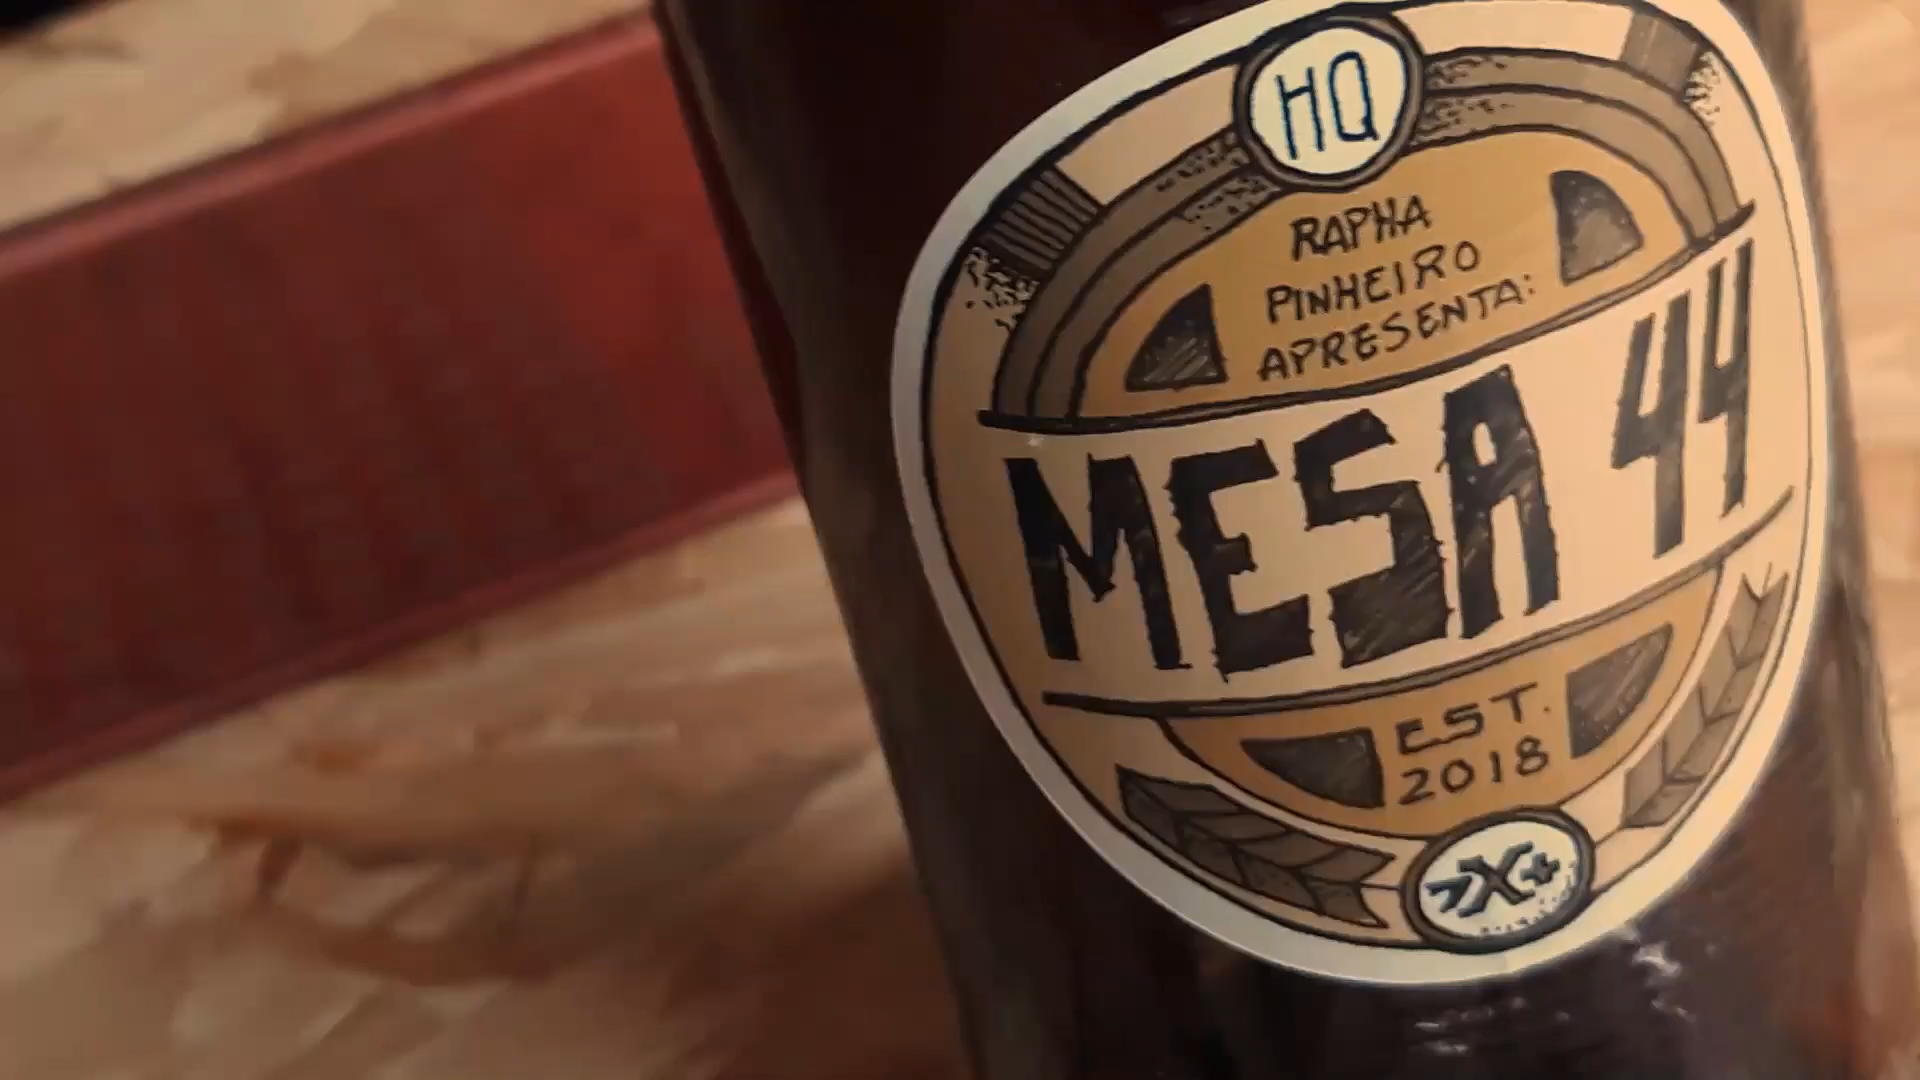 HQ
RAPHA
PINHEIRO
APRESENTA:
MESA 44
EST.
2018